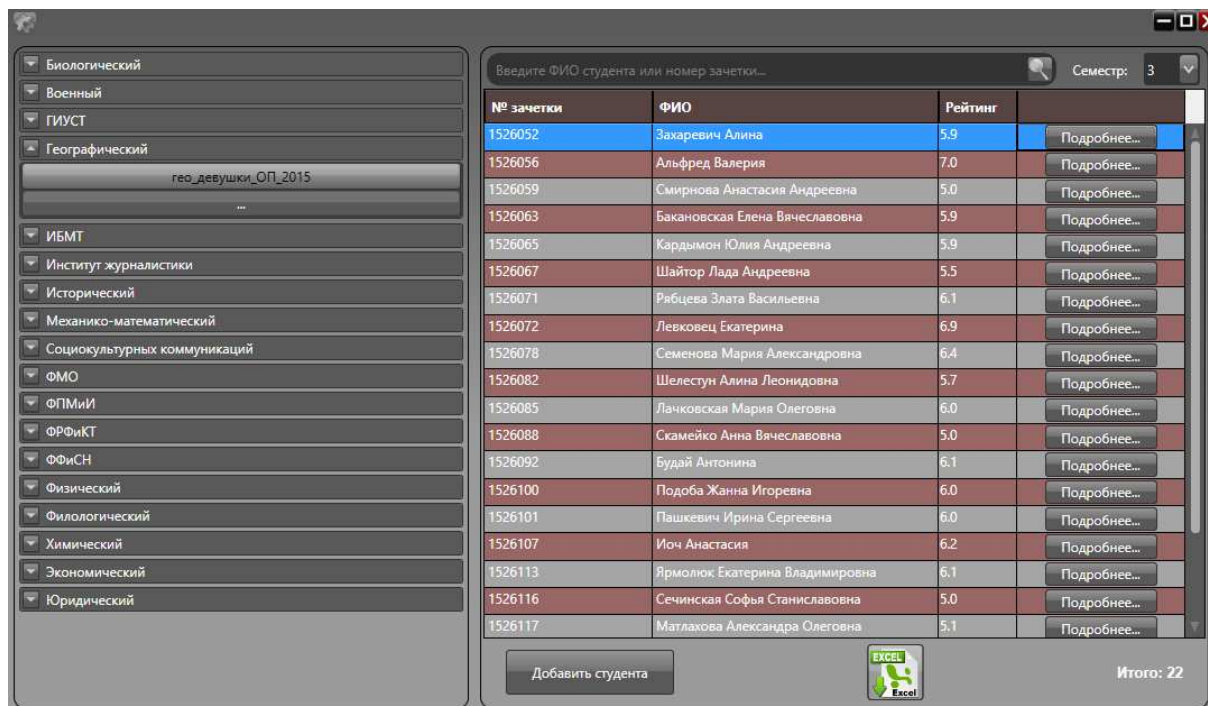 Биологический
Военный
ГИУСТ
Географический
гео_девушки_ОП_2015
...
ИБМТ
Институт журналистики
Исторический
Механико-математический
Социокультурных коммуникаций
ФМО
ФПМиИ
ФРФиКТ
ФФиСН
Физический
Филологический
Химический
Экономический
Юридический
Введите ФИО студента или номер зачетки... Семестр: 3
№ зачетки ФИО Рейтинг
1526052 Захаревич Алина 5.9 Подробнее...
1526056 Альфред Валерия 7.0 Подробнее...
1526059 Смирнова Анастасия Андреевна 5.0 Подробнее...
1526063 Бакановская Елена Вячеславовна 5.9 Подробнее...
1526065 Кардымон Юлия Андреевна 5.9 Подробнее...
1526067 Шайтор Лада Андреевна 5.5 Подробнее...
1526071 Рябцева Злата Васильевна 6.1 Подробнее...
1526072 Левковец Екатерина 6.9 Подробнее...
1526078 Семенова Мария Александровна 6.4 Подробнее...
1526082 Шелестун Алина Леонидовна 5.7 Подробнее...
1526085 Лачковская Мария Олеговна 6.0 Подробнее...
1526088 Скамейко Анна Вячеславовна 5.0 Подробнее...
1526092 Будай Антонина 6.1 Подробнее...
1526100 Подоба Жанна Игоревна 6.0 Подробнее...
1526101 Пашкевич Ирина Сергеевна 6.0 Подробнее...
1526107 Иоч Анастасия 6.2 Подробнее...
1526113 Ярмолюк Екатерина Владимировна 6.1 Подробнее...
1526116 Сечинская Софья Станиславовна 5.0 Подробнее...
1526117 Матлахова Александра Олеговна 5.1 Подробнее...
Добавить студента EXCEL Excel Итого: 22